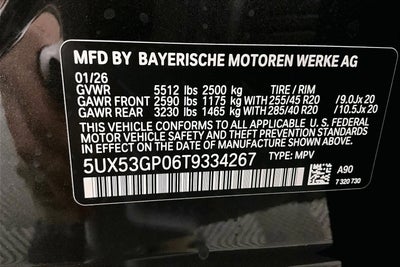 MFD BY BAYERISCHE MOTOREN WERKE AG
01/26
GVWR 5512 lbs 2500 kg TIRE / RIM
GAWR FRONT 2590 lbs 1175 kg 255/45 R20 /9.0Jx 20
GAWR REAR 3230 lbs 1465 kg 285/40 R20 /10.5Jx 20
THIS VEHICLE CONFORMS TO ALL APPLICABLE U. S. FEDERAL
MOTOR VEHICLE SAFETY AND THEFT PREVENTION STANDARDS
IN EFFECT ON THE DATE OF MANUFACTURE SHOWN ABOVE.
5UX53GP06T9334267 TYPE: MPV
A90
7 320 730